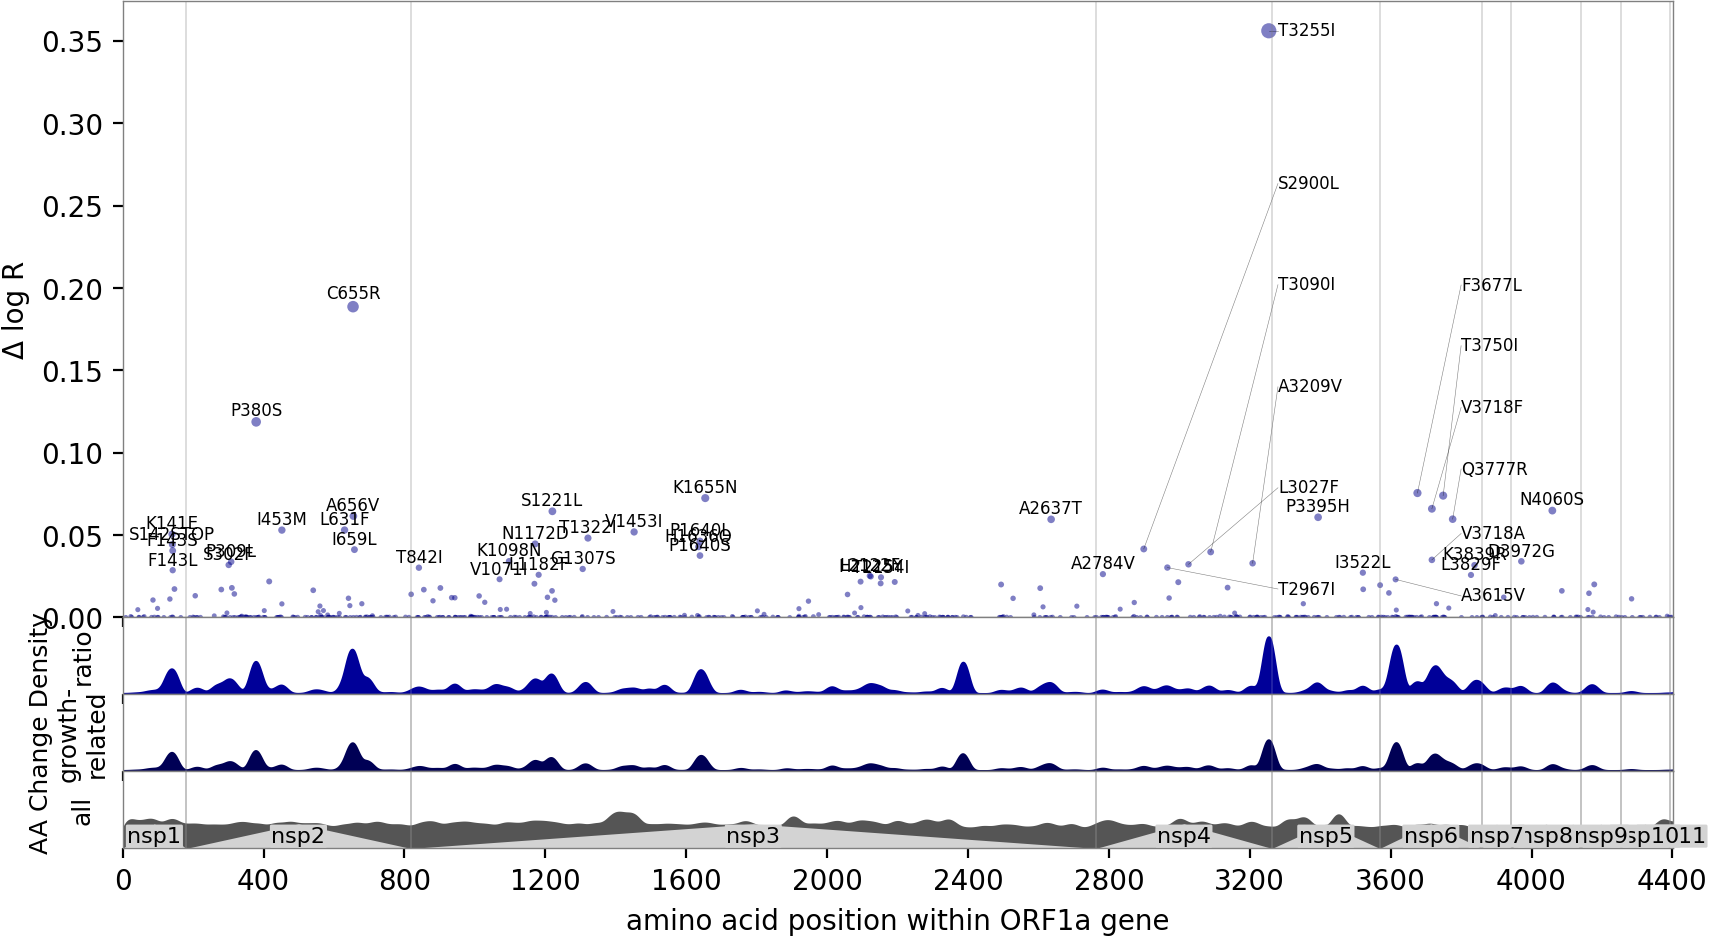 0.35
0.30
0.25
0.20
0.15
0.10
0.05
0.00
Δ log R
T3255I
S2900L
C655R
T3090I
F3677L
T3750I
A3209V
V3718F
P380S
Q3777R
K1655N
L3027F
S1221L
A656V
P3395H
N4060S
A2637T
I453M
L631F
V1453I
K141E
T1322I
N1172D
P1640L
S142STOP
H1636Q
V3718A
F143S
I659L
P1640S
K1098N
D3972G
P309L
S302F
K3839R
T842I
G1307S
F143L
I3522L
A2784V
L3829F
V1071I
L1182F
T2967I
A3615V
AA Change Density
ratio
growth-
related
all
nsp1
nsp2
nsp3
nsp4
nsp5
nsp6
nsp7
nsp8
nsp9
0
400
800
1200
1600
2000
2400
2800
3200
3600
4000
4400
amino acid position within ORF1a gene